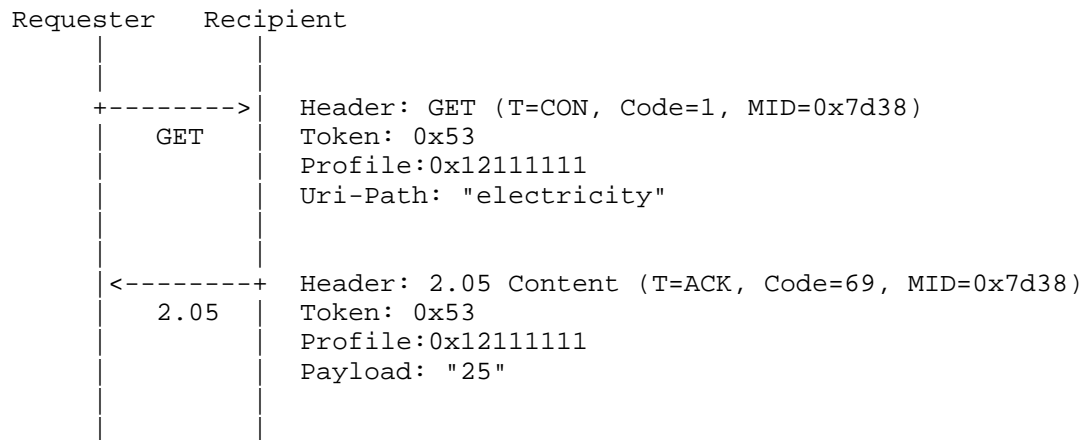 Requester   Recipient
GET
Header: GET (T=CON, Code=1, MID=0x7d38)
Token: 0x53
Profile:0x12111111
Uri-Path: "electricity"
2.05
Header: 2.05 Content (T=ACK, Code=69, MID=0x7d38)
Token: 0x53
Profile:0x12111111
Payload: "25"